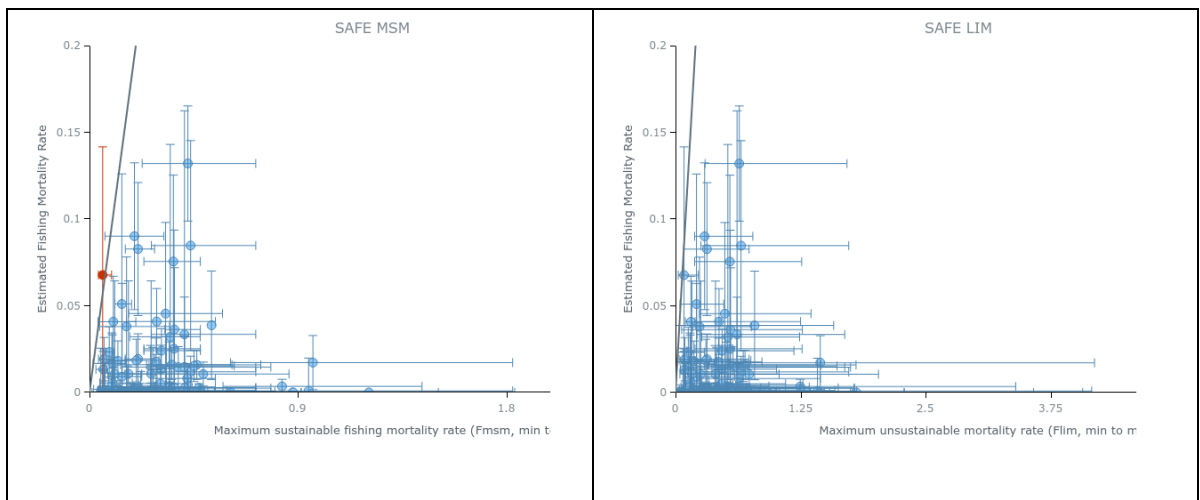 SAFE MSM
0.2
0.15
0.1
0.05
0
Estimated Fishing Mortality Rate
0
0.9
1.8
Maximum sustainable fishing mortality rate (Fmsm, min t
SAFE LIM
0.2
0.15
0.1
0.05
0
Estimated Fishing Mortality Rate
0
1.25
2.5
3.75
Maximum unsustainable mortality rate (Flim, min to m